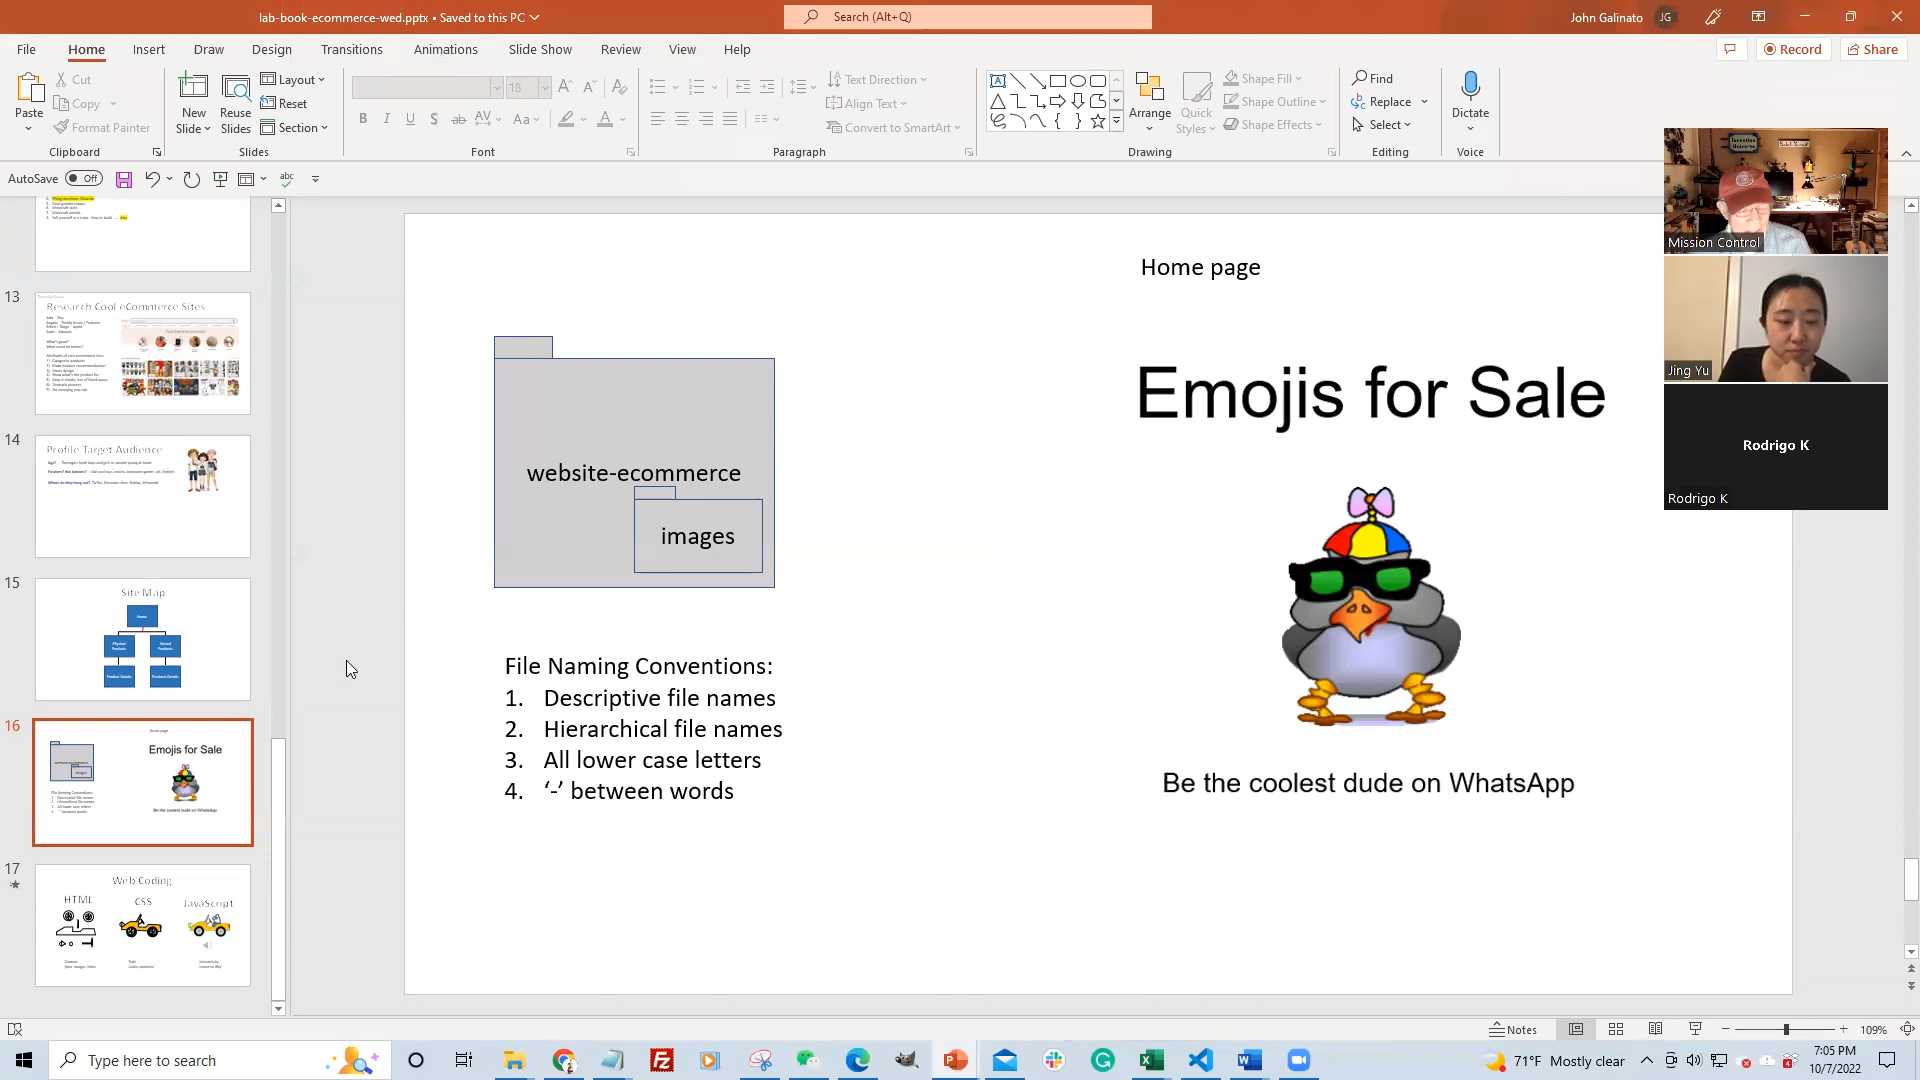 lab-book-ecommerce-wed.pptx • Saved to this PC
Search (Alt+Q)
John Galinato
JG
File
Home
Insert
Draw
Design
Transitions
Animations
Slide Show
Review
View
Help
Record
Share
Paste
Cut
Copy
Format Painter
Clipboard
New Slide
Reuse Slides
Layout
Reset
Section
Slides
18
Font
Text Direction
Align Text
Convert to SmartArt
Paragraph
Arrange
Quick Styles
Shape Fill
Shape Outline
Shape Effects
Drawing
Find
Replace
Select
Editing
Dictate
Voice
AutoSave
Off
13
Research Cool eCommerce Sites
14
Profile Target Audience
15
Site Map
Home
16
Home page
Emojis for Sale
Be the coolest dude on WhatsApp
17
Web Coding
HTML
CSS
JavaScript
Home page
Emojis for Sale
website-ecommerce
images
File Naming Conventions:
1. Descriptive file names
2. Hierarchical file names
3. All lower case letters
4. ‘-’ between words
Be the coolest dude on WhatsApp
Mission Control
Jing Yu
Rodrigo K
Rodrigo K
Notes
109%
Type here to search
71°F Mostly clear
7:05 PM
10/7/2022